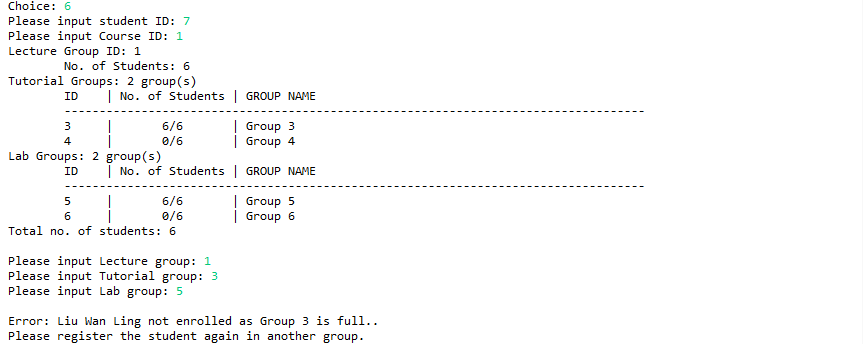 Choice: 6
Please input student ID: 7
Please input Course ID: 1
Lecture Group ID: 1
No. of Students: 6
Tutorial Groups: 2 group(s)
ID | No. of Students | GROUP NAME
-----------------------------------------------------------------------------------
3 | 6/6 | Group 3
4 | 0/6 | Group 4
Lab Groups: 2 group(s)
ID | No. of Students | GROUP NAME
-----------------------------------------------------------------------------------
5 | 6/6 | Group 5
6 | 0/6 | Group 6
Total no. of students: 6
Please input Lecture group: 1
Please input Tutorial group: 3
Please input Lab group: 5
Error: Liu Wan Ling not enrolled as Group 3 is full..
Please register the student again in another group.